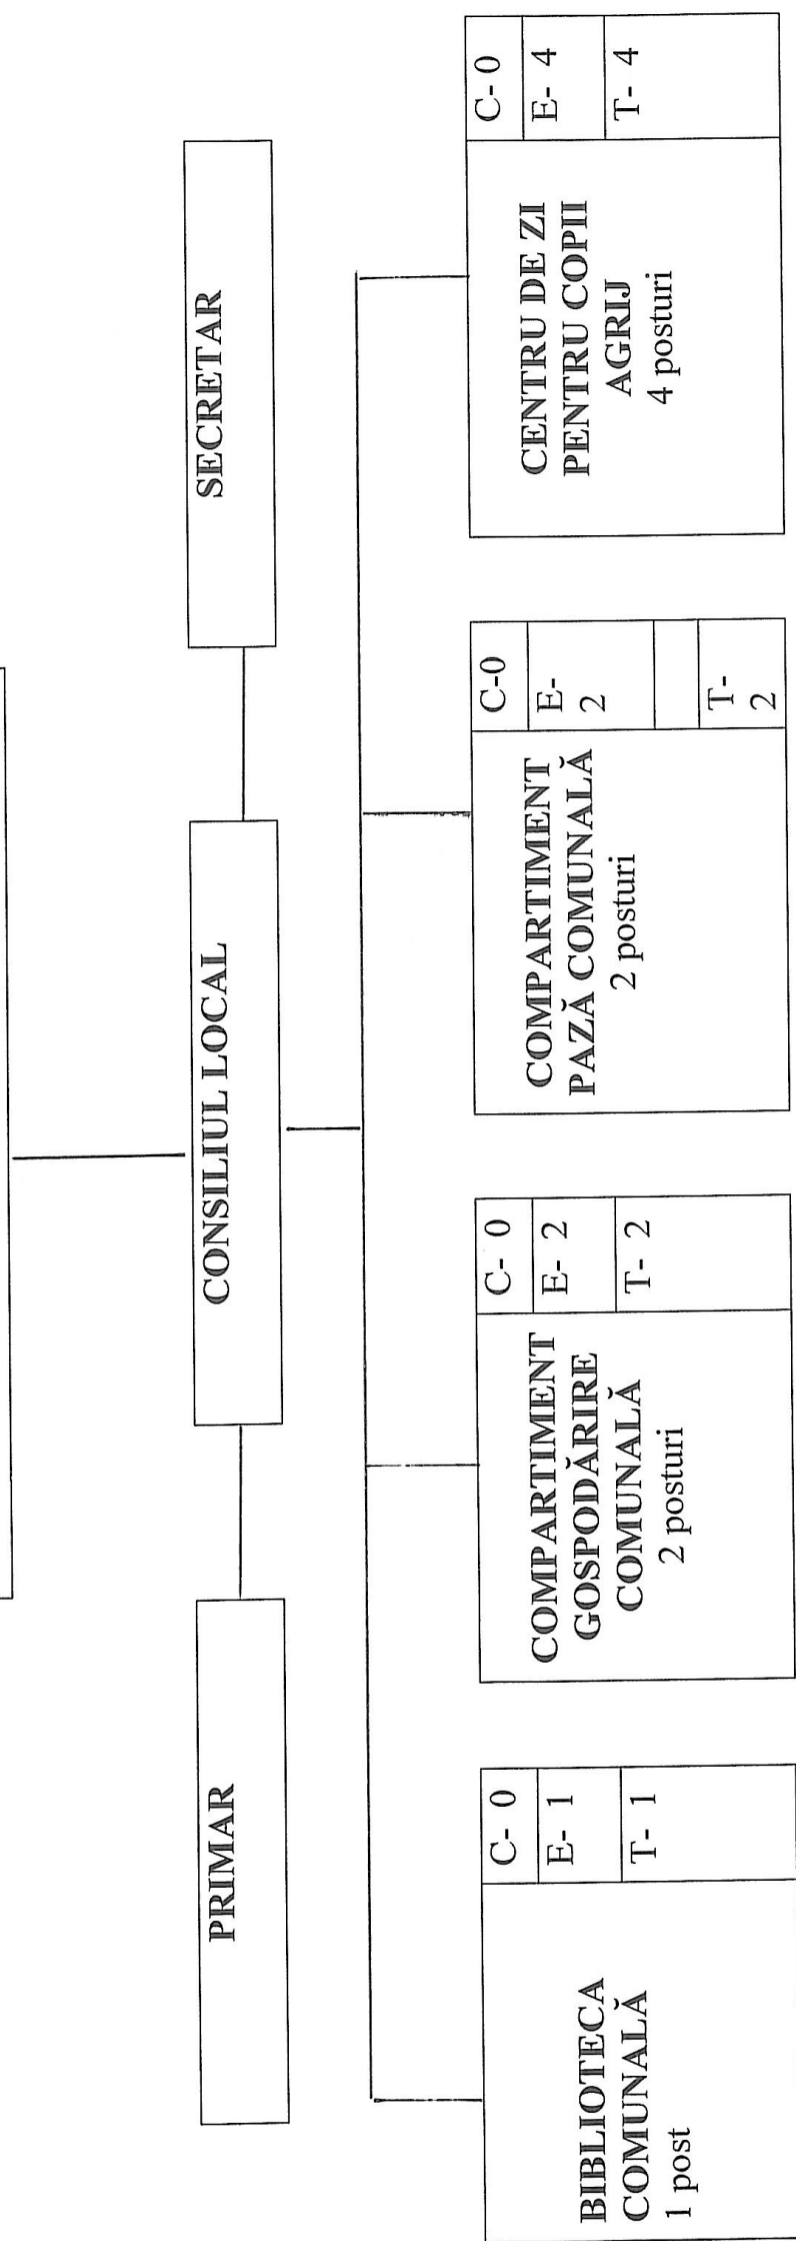 PRIMAR
CONSILIUL LOCAL
SECRETAR
BIBLIOTECA
COMUNALĂ
1 post
C- 0
E- 1
T- 1
COMPARTIMENT
GOSPODĂRIRE
COMUNALĂ
2 posturi
C- 0
E- 2
T- 2
COMPARTIMENT
PAZĂ COMUNALĂ
2 posturi
C-0
E-
2
T-
2
CENTRU DE ZI
PENTRU COPII
AGRIJ
4 posturi
C- 0
E- 4
T- 4